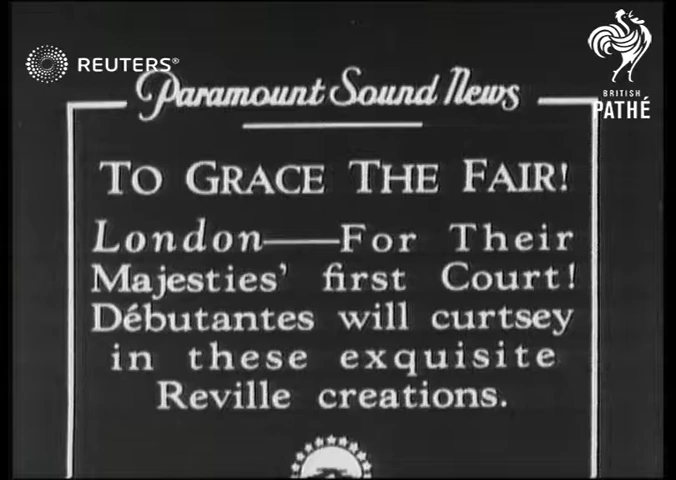 REUTERS®
BRITISH
PATHÉ
Paramount Sound News
TO GRACE THE FAIR!
London—For Their
Majesties' first Court!
Débutantes will curtsey
in these exquisite
Reville creations.